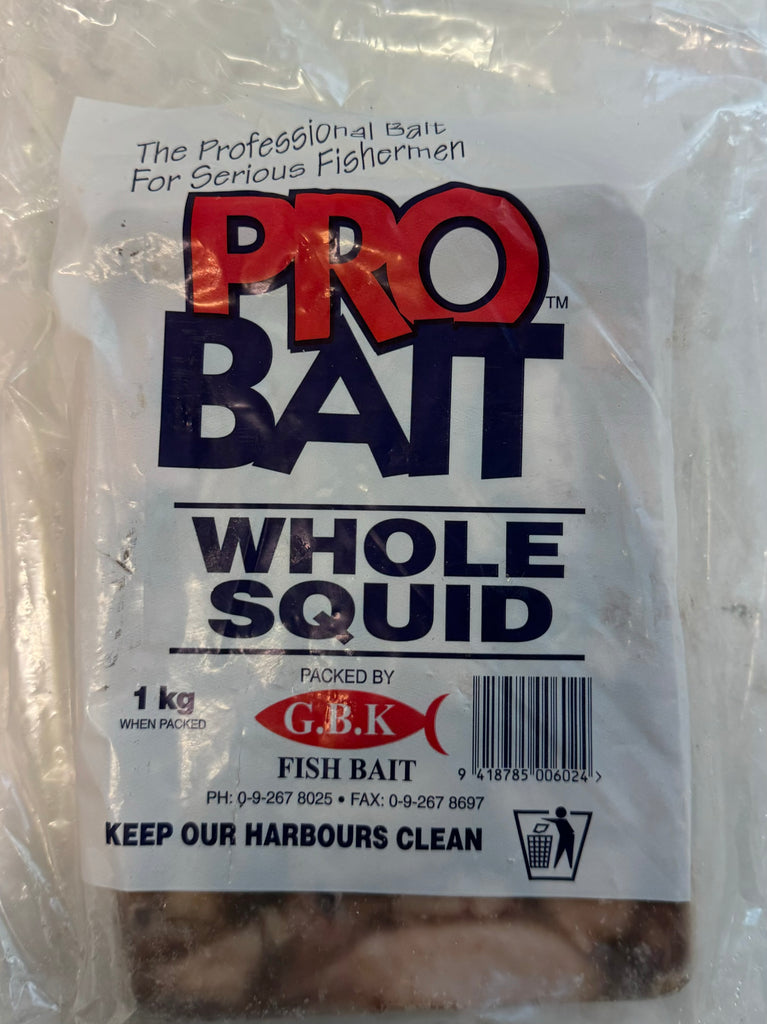 The Professional Bait
For Serious Fishermen
PRO
BAIT
TM
WHOLE
SQUID
PACKED BY
1 kg
WHEN PACKED
G.B.K
FISH BAIT
9 418785 006024 >
PH: 0-9-267 8025 • FAX: 0-9-267 8697
KEEP OUR HARBOURS CLEAN